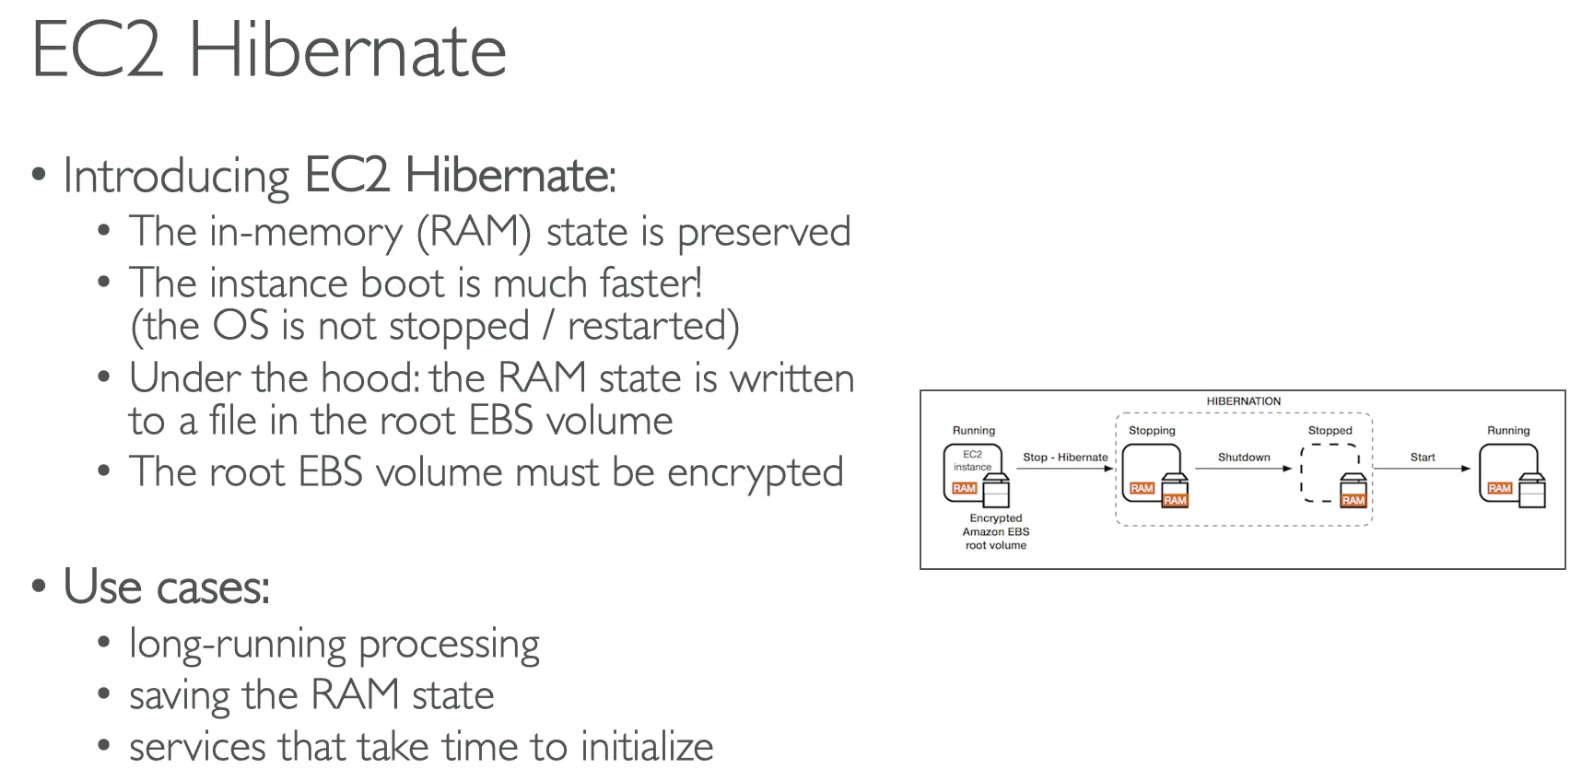 EC2 Hibernate
• Introducing EC2 Hibernate:
• The in-memory (RAM) state is preserved
• The instance boot is much faster!
(the OS is not stopped / restarted)
• Under the hood: the RAM state is written
to a file in the root EBS volume
• The root EBS volume must be encrypted
• Use cases:
• long-running processing
• saving the RAM state
• services that take time to initialize
HIBERNATION
Running
EC2
instance
RAM
Encrypted
Amazon EBS
root volume
Stop - Hibernate
Stopping
RAM
RAM
Shutdown
Stopped
RAM
Start
Running
RAM